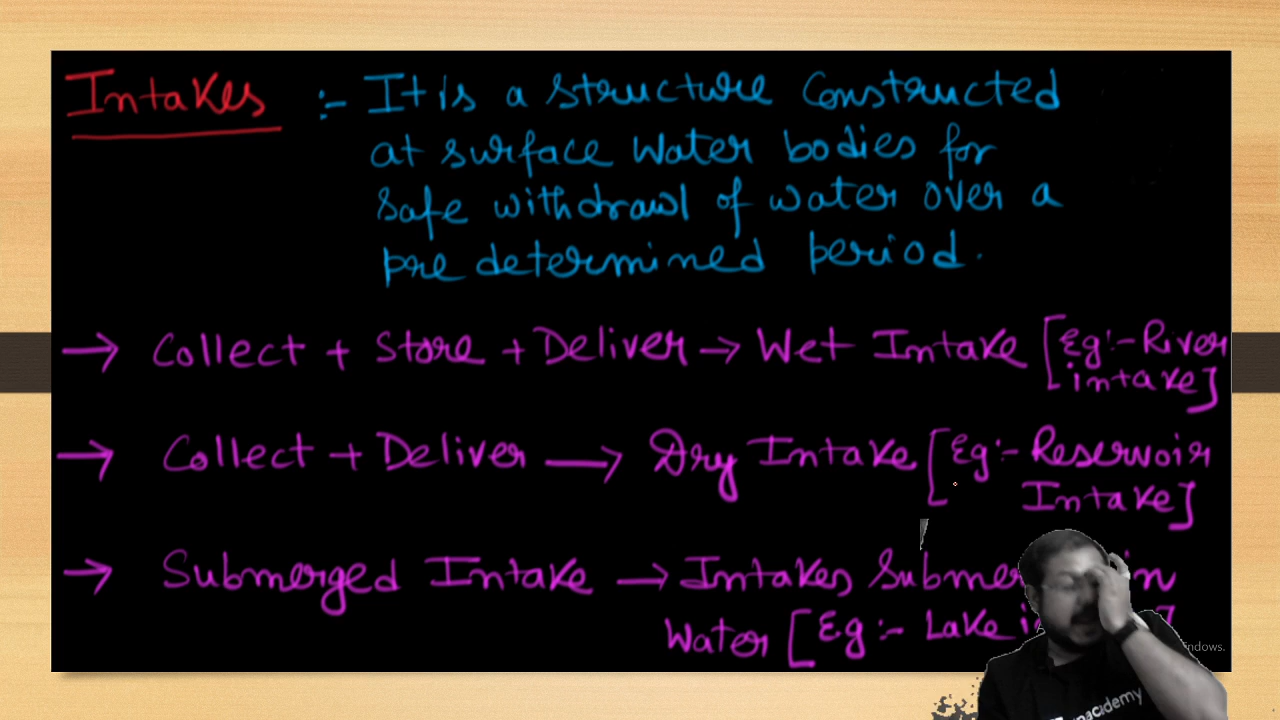 Intakes :- It is a structure Constructed
at surface Water bodies for
Safe withdrawl of water over a
pre determined period.
→ Collect + Store + Deliver → Wet Intake [Eg:- River
intake]
→ Collect + Deliver → Dry Intake [Eg:- Reservoir
Intake]
→ Submerged Intake → Intakes in
Water [Eg:- Lake